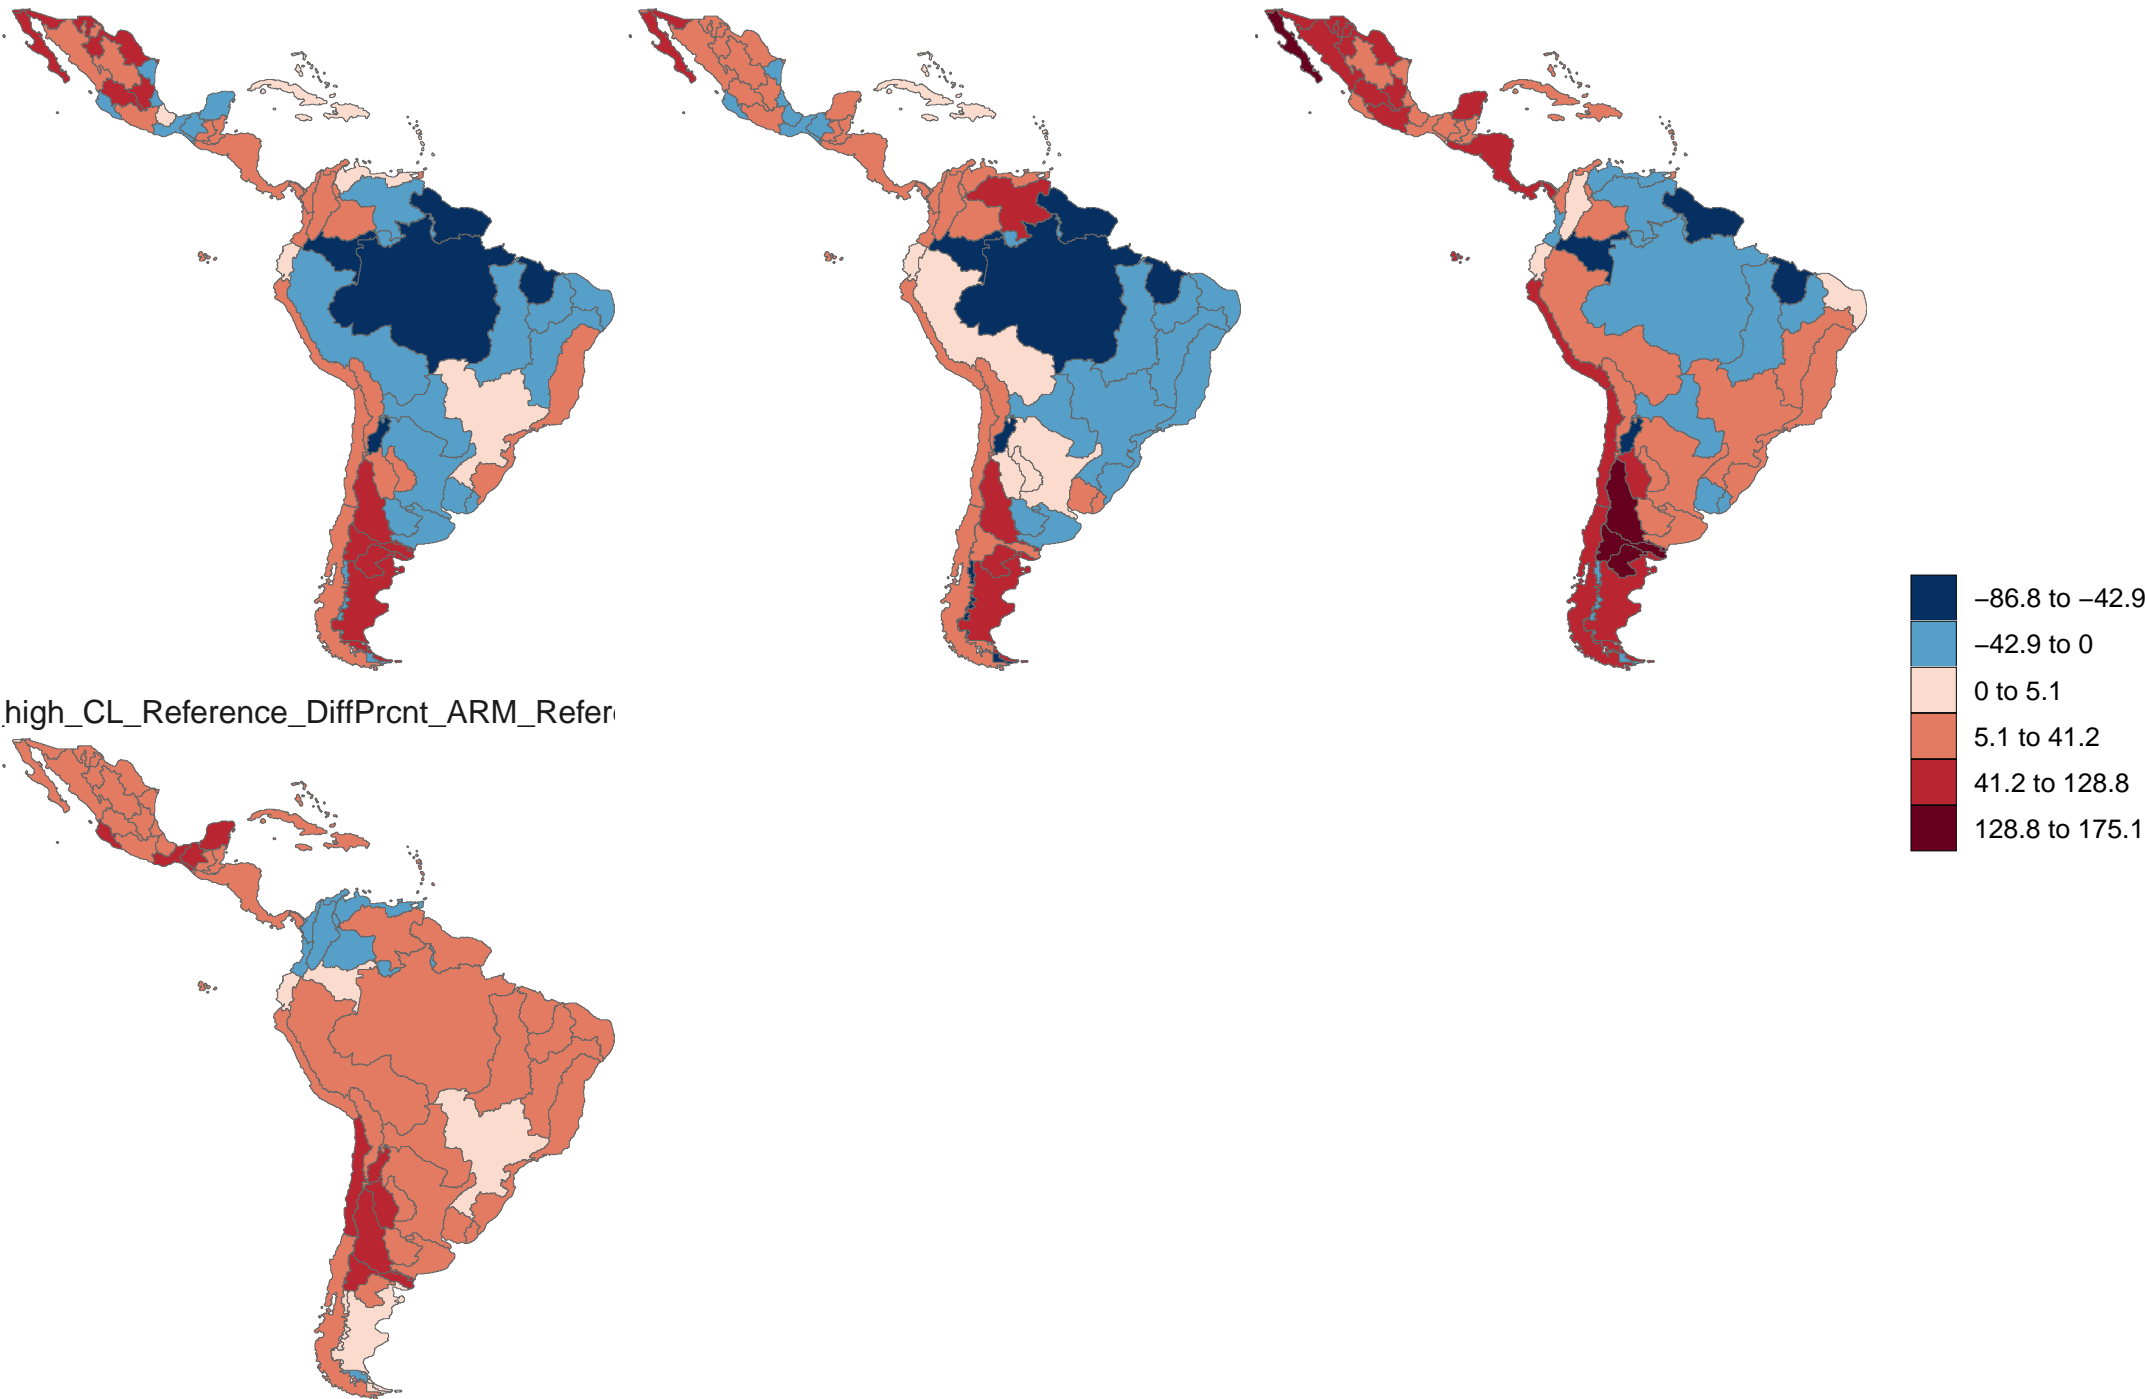 −86.8 to −42.9
−42.9 to 0
0 to 5.1
5.1 to 41.2
41.2 to 128.8
128.8 to 175.1
high_CL_Reference_DiffPrcnt_ARM_Refer